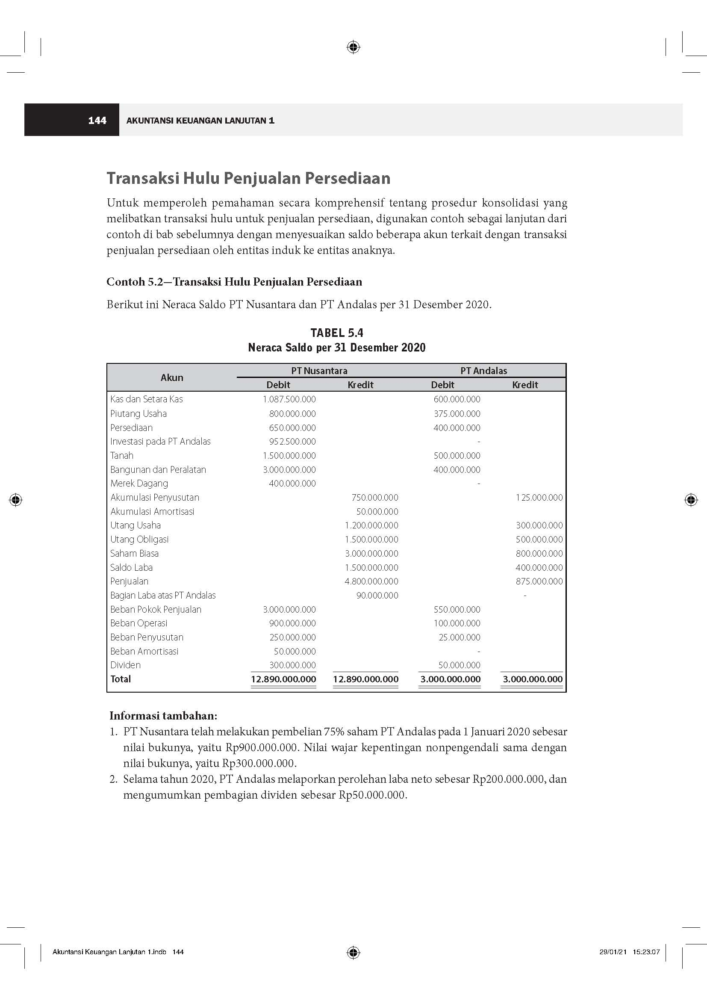 144 AKUNTANSI KEUANGAN LANJUTAN 1
Transaksi Hulu Penjualan Persediaan
Untuk memperoleh pemahaman secara komprehensif tentang prosedur konsolidasi yang
melibatkan transaksi hulu untuk penjualan persediaan, digunakan contoh sebagai lanjutan dari
contoh di bab sebelumnya dengan menyesuaikan saldo beberapa akun terkait dengan transaksi
penjualan persediaan oleh entitas induk ke entitas anaknya.
Contoh 5.2—Transaksi Hulu Penjualan Persediaan
Berikut ini Neraca Saldo PT Nusantara dan PT Andalas per 31 Desember 2020.
TABEL 5.4
Neraca Saldo per 31 Desember 2020
Akun PT Nusantara PT Andalas
Debit Kredit Debit Kredit
Kas dan Setara Kas 1.087.500.000 600.000.000
Piutang Usaha 800.000.000 375.000.000
Persediaan 650.000.000 400.000.000
Investasi pada PT Andalas 952.500.000 -
Tanah 1.500.000.000 500.000.000
Bangunan dan Peralatan 3.000.000.000 400.000.000
Merek Dagang 400.000.000 -
Akumulasi Penyusutan 750.000.000 125.000.000
Akumulasi Amortisasi 50.000.000
Utang Usaha 1.200.000.000 300.000.000
Utang Obligasi 1.500.000.000 500.000.000
Saham Biasa 3.000.000.000 800.000.000
Saldo Laba 1.500.000.000 400.000.000
Penjualan 4.800.000.000 875.000.000
Bagian Laba atas PT Andalas 90.000.000 -
Beban Pokok Penjualan 3.000.000.000 550.000.000
Beban Operasi 900.000.000 100.000.000
Beban Penyusutan 250.000.000 25.000.000
Beban Amortisasi 50.000.000 -
Dividen 300.000.000 50.000.000
Total 12.890.000.000 12.890.000.000 3.000.000.000 3.000.000.000
Informasi tambahan:
1. PT Nusantara telah melakukan pembelian 75% saham PT Andalas pada 1 Januari 2020 sebesar
nilai bukunya, yaitu Rp900.000.000. Nilai wajar kepentingan nonpengendali sama dengan
nilai bukunya, yaitu Rp300.000.000.
2. Selama tahun 2020, PT Andalas melaporkan perolehan laba neto sebesar Rp200.000.000, dan
mengumumkan pembagian dividen sebesar Rp50.000.000.
Akuntansi Keuangan Lanjutan 1.indb 144 29/01/21 15:23:07